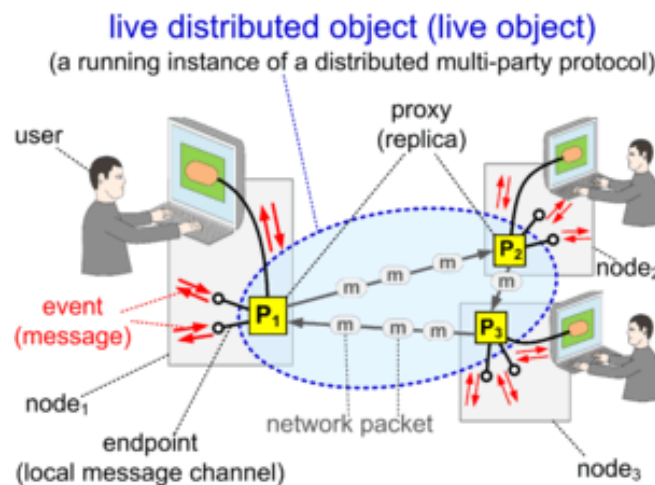 live distributed object (live object)
(a running instance of a distributed multi-party protocol)
user
proxy
(replica)
P₂
node₂
m
m
m
m
event
(message)
P₁
m
m
m
P₃
node₁
network packet
endpoint
(local message channel)
node₃